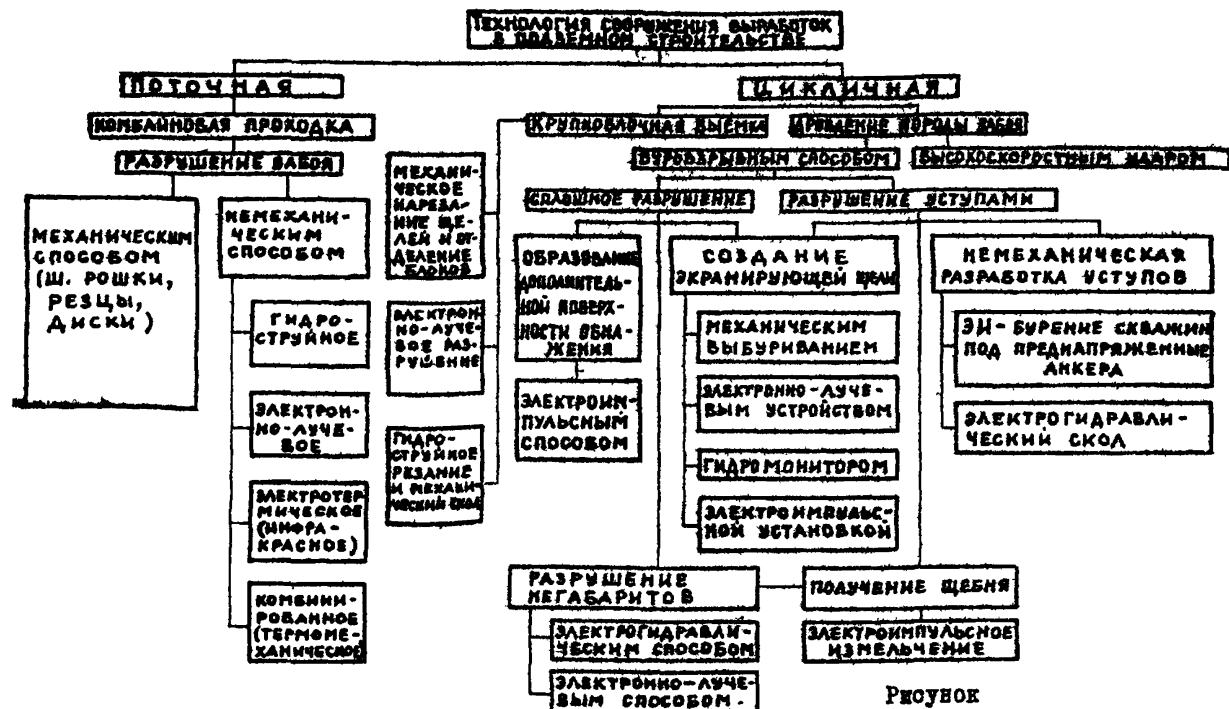 ТЕХНОЛОГИЯ СООРУЖЕНИЯ ВЫРАБОТОК
В ПОДЗЕМНОМ СТРОИТЕЛЬСТВЕ
ПОТОЧНАЯ
ЦИКЛИЧНАЯ
КОМБАЙНОВАЯ ПРОХОДКА
КРУПНОБЛОЧНАЯ ВЫЕМКА
ДРОБЛЕНИЕ ПОРОДЫ ЗАБОЯ
РАЗРУШЕНИЕ ЗАБОЯ
БУРОВЗРЫВНЫМ СПОСОБОМ
ВЫСОКОСКОРОСТНЫМ УДАРОМ
СПЛОШНОЕ РАЗРУШЕНИЕ
РАЗРУШЕНИЕ УСТУПАМИ
МЕХАНИЧЕСКИМ
СПОСОБОМ
(Ш. РОШКИ,
РЕЗЦЫ,
ДИСКИ)
НЕМЕХАНИ-
ЧЕСКИМ
СПОСОБОМ
ГИДРО-
СТРУЙНОЕ
ЭЛЕКТРОН-
НО-ЛУЧЕ-
ВОЕ
ЭЛЕКТРОТЕР-
МИЧЕСКОЕ
(ИНФРА-
КРАСНОЕ)
КОМБИНИ-
РОВАННОЕ
(ТЕРМОМЕ-
ХАНИЧЕСКОЕ
МЕХАНИ-
ЧЕСКОЕ
НАРЕЗА-
НИЕ ЩЕ-
ЛЕЙ И ОТ-
ДЕЛЕНИЕ
БЛОКОВ
ЭЛЕКТРОН-
НО-ЛУЧЕ-
ВОЕ РАЗ-
РУШЕНИЕ
ГИДРО-
СТРУЙНОЕ
РЕЗАНИЕ
И МЕХАНИ-
ЧЕСКИЙ СКОЛ
ОБРАЗОВАНИЕ
ДОПОЛНИТЕЛЬ-
НОЙ ПОВЕРХ-
НОСТИ ОБНА-
ЖЕНИЯ
ЭЛЕКТРОИМ-
ПУЛЬСНЫМ
СПОСОБОМ
СОЗДАНИЕ
ЭКРАНИРУЮЩЕЙ ЩЕЛИ
МЕХАНИЧЕСКИМ
ВЫБУРИВАНИЕМ
ЭЛЕКТРОННО-ЛУЧЕ-
ВЫМ УСТРОЙСТВОМ
ГИДРОМОНИТОРОМ
ЭЛЕКТРОИМПУЛЬС-
НОЙ УСТАНОВКОЙ
НЕМЕХАНИЧЕСКАЯ
РАЗРАБОТКА УСТУПОВ
ЭИ-БУРЕНИЕ СКВАЖИН
ПОД ПРЕДНАПРЯЖЕННЫЕ
АНКЕРА
ЭЛЕКТРОГИДРАВЛИ-
ЧЕСКИЙ СКОЛ
РАЗРУШЕНИЕ
НЕГАБАРИТОВ
ЭЛЕКТРОГИДРАВЛИ-
ЧЕСКИМ СПОСОБОМ
ЭЛЕКТРОННО-ЛУЧЕ-
ВЫМ СПОСОБОМ.
ПОЛУЧЕНИЕ ЩЕБНЯ
ЭЛЕКТРОИМПУЛЬСНОЕ
ИЗМЕЛЬЧЕНИЕ
Рисунок